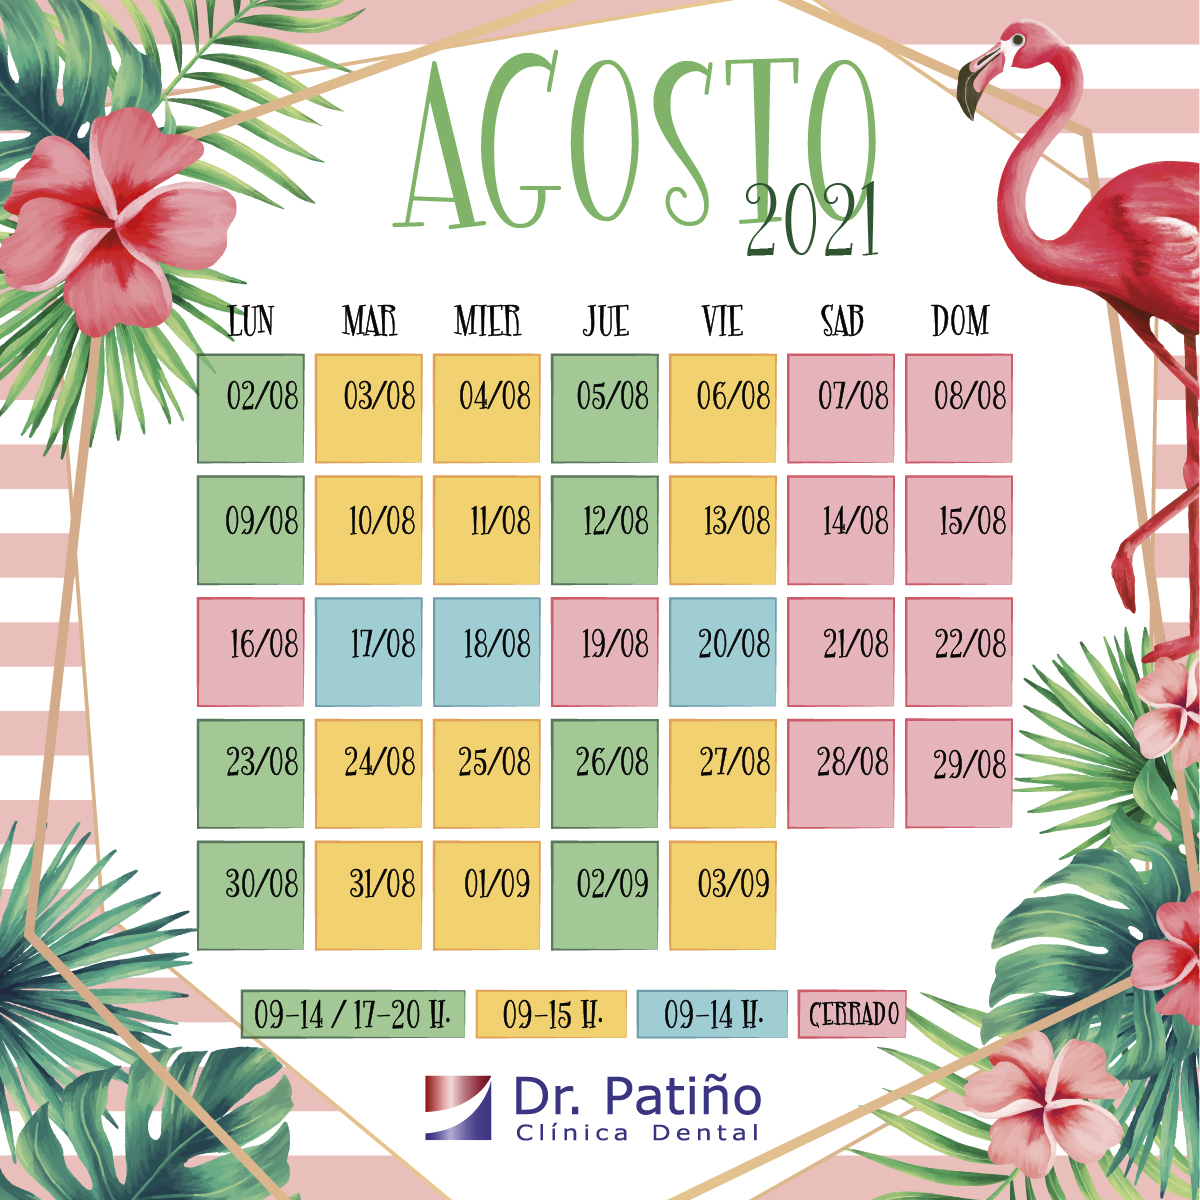 AGOSTO
2021
LUN MAR MIER JUE VIE SAB DOM
02/08 03/08 04/08 05/08 06/08 07/08 08/08
09/08 10/08 11/08 12/08 13/08 14/08 15/08
16/08 17/08 18/08 19/08 20/08 21/08 22/08
23/08 24/08 25/08 26/08 27/08 28/08 29/08
30/08 31/08 01/09 02/09 03/09
09-14 / 17-20 H. 09-15 H. 09-14 H. CERRADO
Dr. Patiño
Clínica Dental